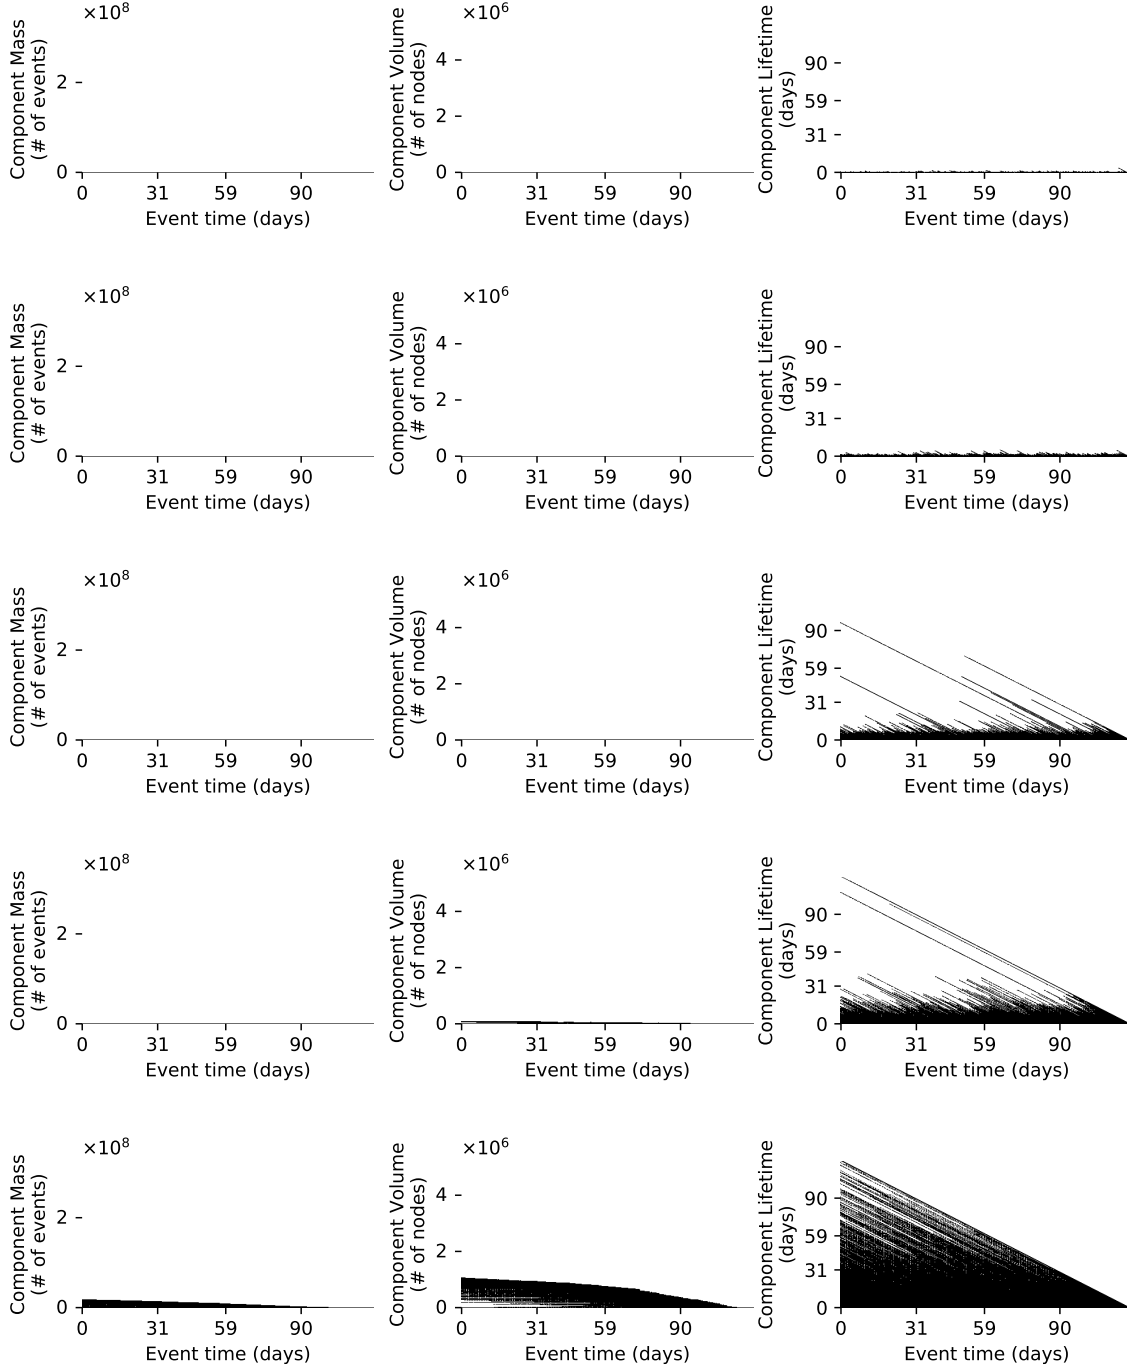 ×10⁸
Component Mass
(# of events)
2
0
0 31 59 90
Event time (days)
×10⁶
Component Volume
(# of nodes)
4
2
0
0 31 59 90
Event time (days)
Component Lifetime
(days)
90
59
31
0
0 31 59 90
Event time (days)
×10⁸
Component Mass
(# of events)
2
0
0 31 59 90
Event time (days)
×10⁶
Component Volume
(# of nodes)
4
2
0
0 31 59 90
Event time (days)
Component Lifetime
(days)
90
59
31
0
0 31 59 90
Event time (days)
×10⁸
Component Mass
(# of events)
2
0
0 31 59 90
Event time (days)
×10⁶
Component Volume
(# of nodes)
4
2
0
0 31 59 90
Event time (days)
Component Lifetime
(days)
90
59
31
0
0 31 59 90
Event time (days)
×10⁸
Component Mass
(# of events)
2
0
0 31 59 90
Event time (days)
×10⁶
Component Volume
(# of nodes)
4
2
0
0 31 59 90
Event time (days)
Component Lifetime
(days)
90
59
31
0
0 31 59 90
Event time (days)
×10⁸
Component Mass
(# of events)
2
0
0 31 59 90
Event time (days)
×10⁶
Component Volume
(# of nodes)
4
2
0
0 31 59 90
Event time (days)
Component Lifetime
(days)
90
59
31
0
0 31 59 90
Event time (days)